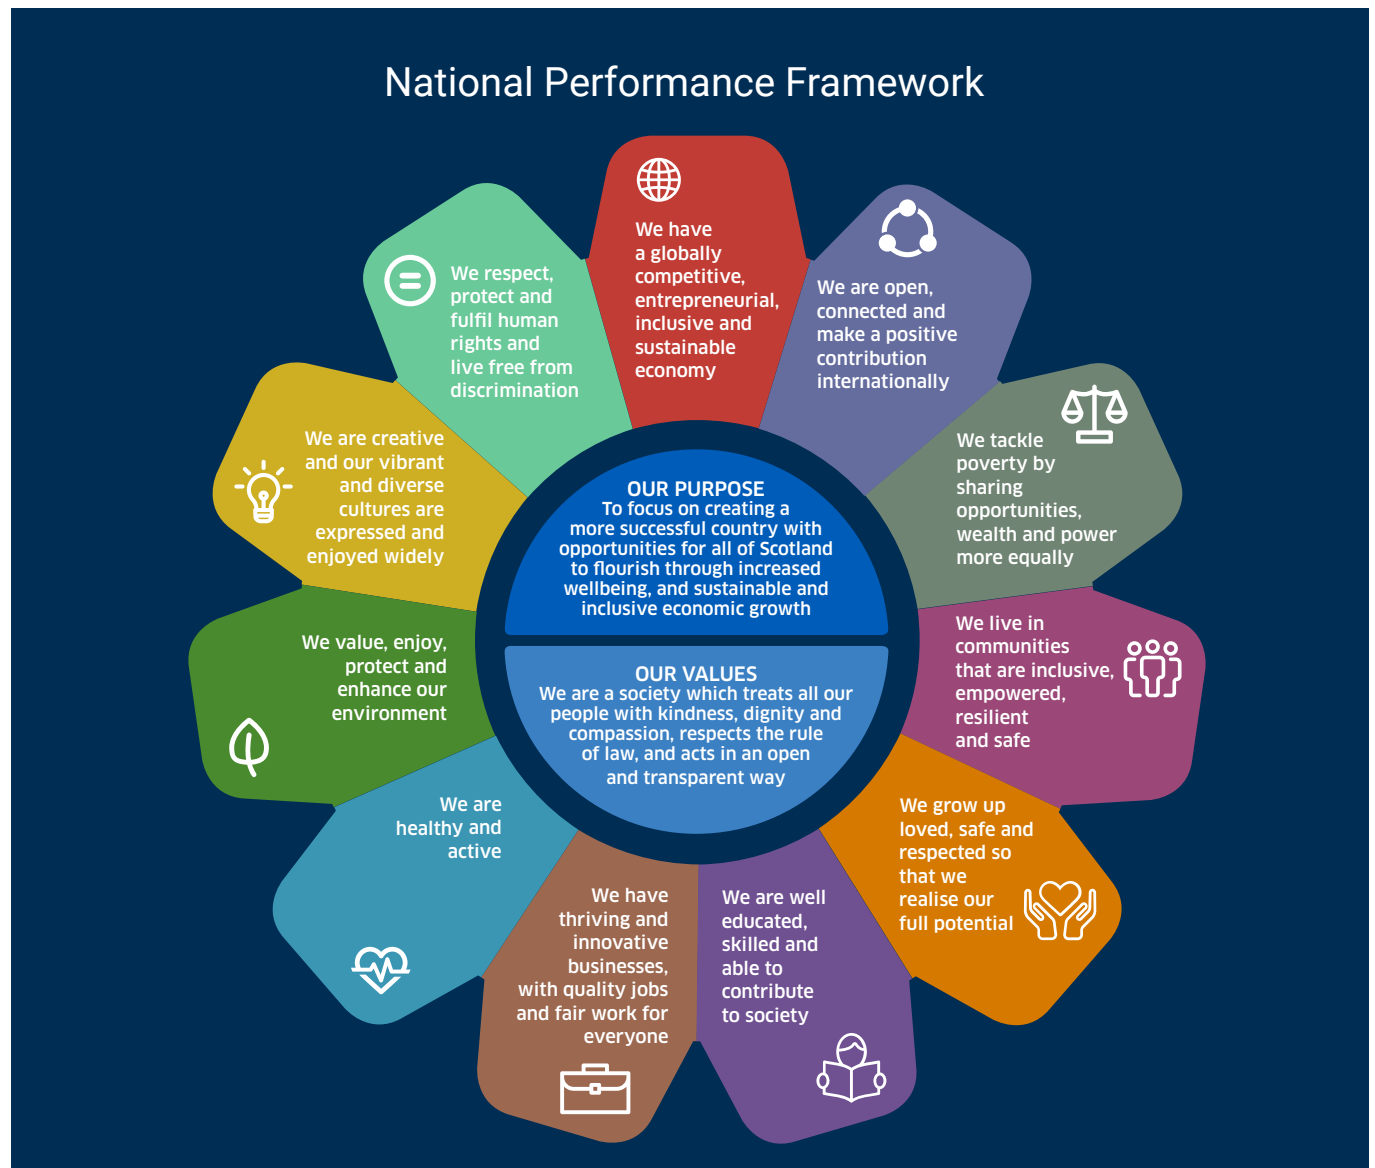 National Performance Framework
We have
a globally
competitive,
entrepreneurial,
inclusive and
sustainable
economy
We are open,
connected and
make a positive
contribution
internationally
We tackle
poverty by
sharing
opportunities,
wealth and power
more equally
We live in
communities
that are inclusive,
empowered,
resilient
and safe
We grow up
loved, safe and
respected so
that we
realise our
full potential
We are well
educated,
skilled and
able to
contribute
to society
We have
thriving and
innovative
businesses,
with quality jobs
and fair work for
everyone
We are
healthy and
active
We value, enjoy,
protect and
enhance our
environment
We are creative
and our vibrant
and diverse
cultures are
expressed and
enjoyed widely
We respect,
protect and
fulfil human
rights and
live free from
discrimination
OUR PURPOSE
To focus on creating a
more successful country with
opportunities for all of Scotland
to flourish through increased
wellbeing, and sustainable and
inclusive economic growth
OUR VALUES
We are a society which treats all our
people with kindness, dignity and
compassion, respects the rule
of law, and acts in an open
and transparent way